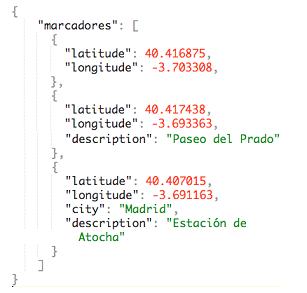 {
"marcadores": [
{
"latitude": 40.416875,
"longitude": -3.703308,
},
{
"latitude": 40.417438,
"longitude": -3.693363,
"description": "Paseo del Prado"
},
{
"latitude": 40.407015,
"longitude": -3.691163,
"city": "Madrid",
"description": "Estación de
Atocha"
}
]
}